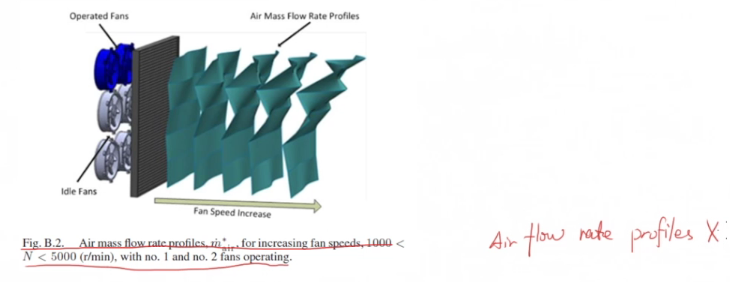 Operated Fans
Air Mass Flow Rate Profiles
Idle Fans
Fan Speed Increase
Fig. B.2. Air mass flow rate profiles, ṁ*air, for increasing fan speeds, 1000 <
N < 5000 (r/min), with no. 1 and no. 2 fans operating.
Air flow rate profiles X: